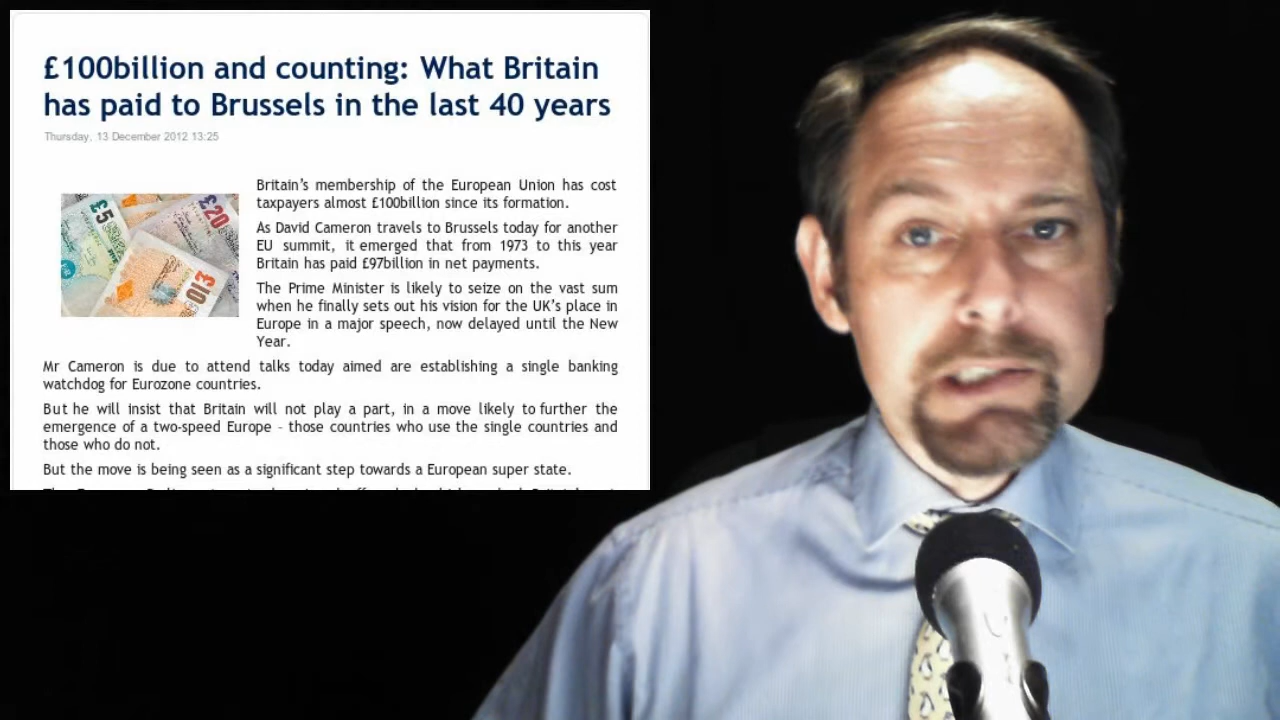 £100billion and counting: What Britain
has paid to Brussels in the last 40 years
Thursday, 13 December 2012 13:25
£5
£20
£10
Britain's membership of the European Union has cost
taxpayers almost £100billion since its formation.
As David Cameron travels to Brussels today for another
EU summit, it emerged that from 1973 to this year
Britain has paid £97billion in net payments.
The Prime Minister is likely to seize on the vast sum
when he finally sets out his vision for the UK's place in
Europe in a major speech, now delayed until the New
Year.
Mr Cameron is due to attend talks today aimed are establishing a single banking
watchdog for Eurozone countries.
But he will insist that Britain will not play a part, in a move likely to further the
emergence of a two-speed Europe - those countries who use the single countries and
those who do not.
But the move is being seen as a significant step towards a European super state.